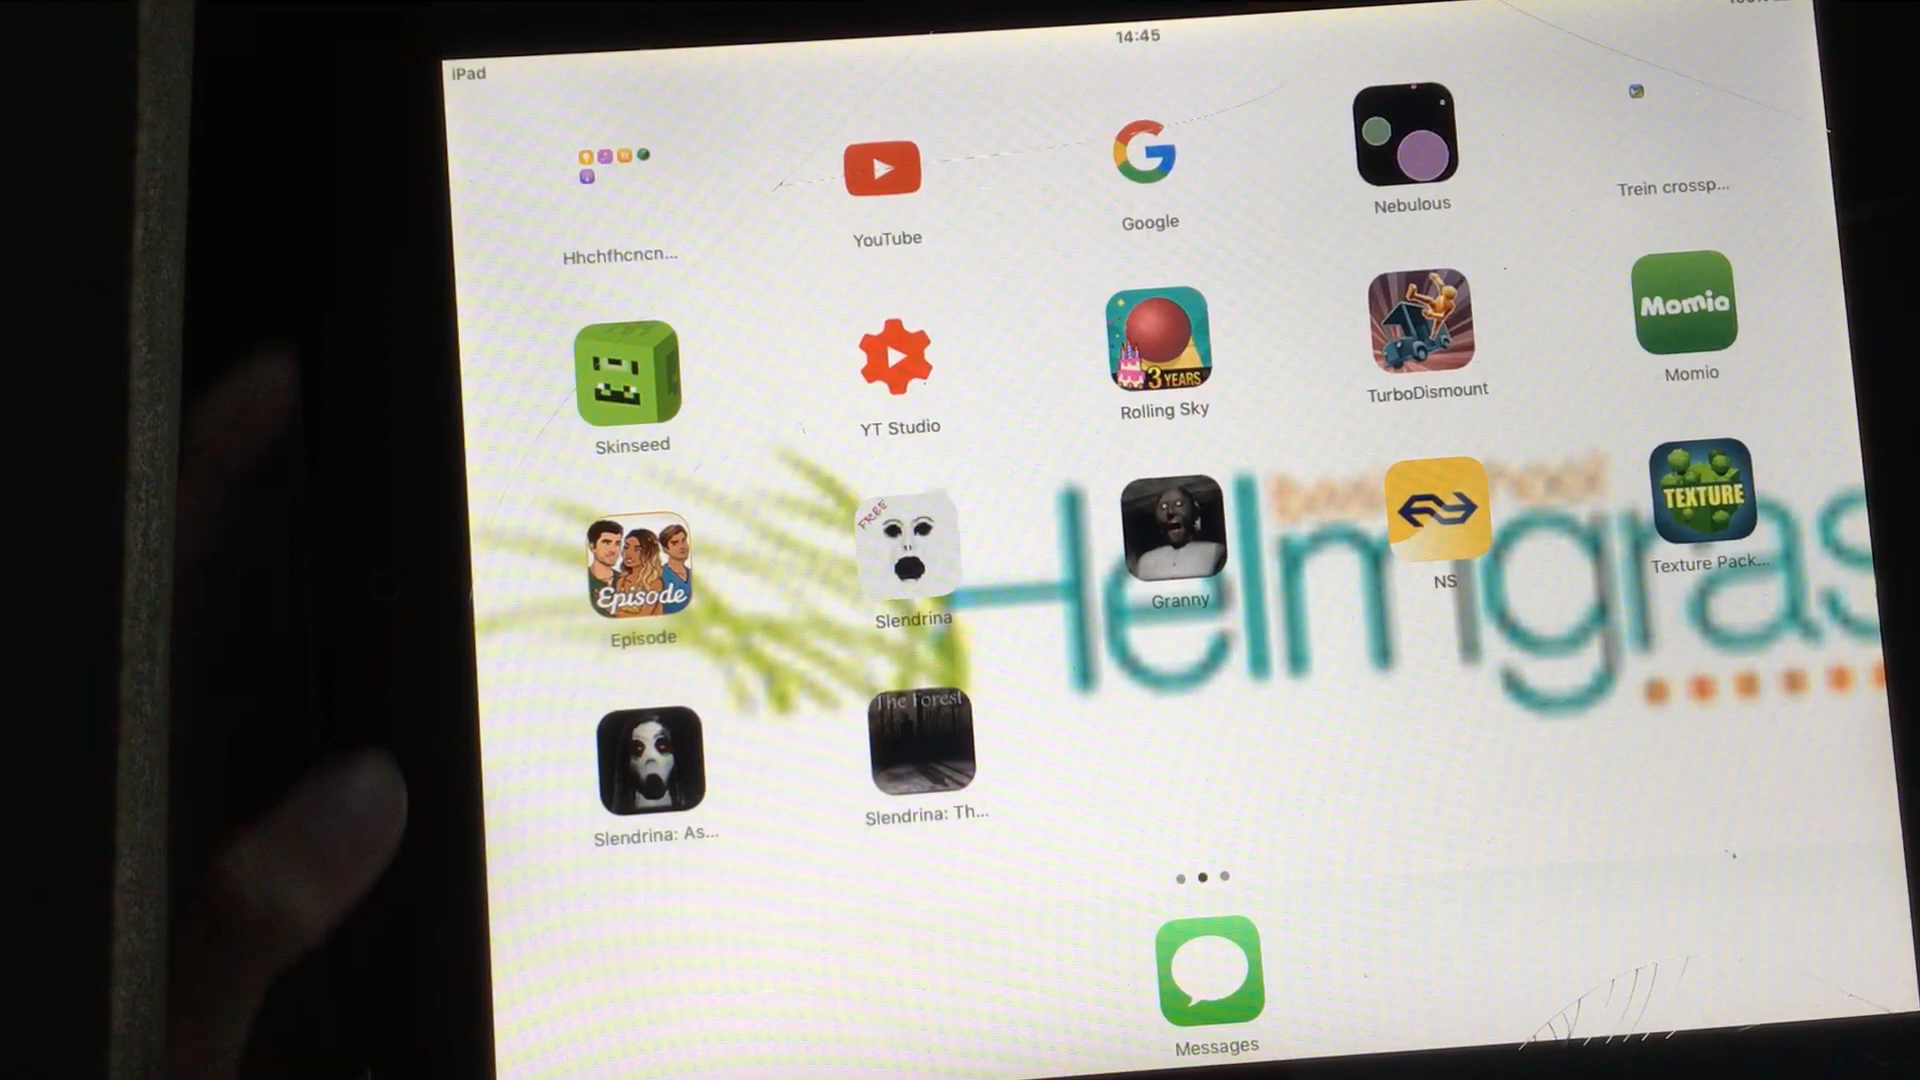 iPad
14:45
Hhchfhcncn...
YouTube
Google
Nebulous
Trein crossp...
Skinseed
YT Studio
3 YEARS
Rolling Sky
TurboDismount
Momio
Momio
Episode
Episode
FREE
Slendrina
Granny
NS
TEXTURE
Texture Pack...
Helmgras
Slendrina: As...
The Forest
Slendrina: Th...
Messages